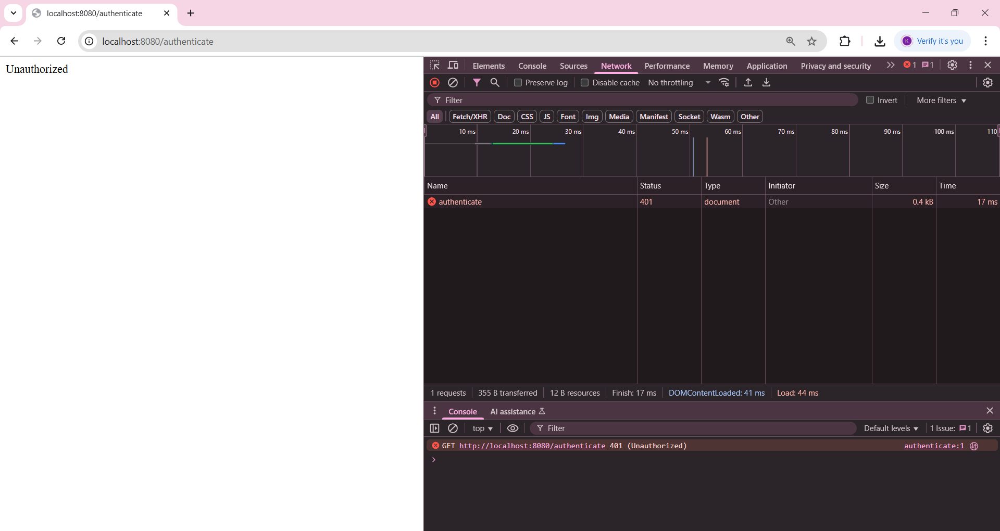 localhost:8080/authenticate
localhost:8080/authenticate
K Verify it's you
Unauthorized
Elements Console Sources Network Performance Memory Application Privacy and security 1 1
Preserve log Disable cache No throttling
Filter Invert More filters
All Fetch/XHR Doc CSS JS Font Img Media Manifest Socket Wasm Other
10 ms 20 ms 30 ms 40 ms 50 ms 60 ms 70 ms 80 ms 90 ms 100 ms 110
Name Status Type Initiator Size Time
authenticate 401 document Other 0.4 kB 17 ms
1 requests 355 B transferred 12 B resources Finish: 17 ms DOMContentLoaded: 41 ms Load: 44 ms
Console AI assistance
top Filter Default levels 1 Issue: 1
GET http://localhost:8080/authenticate 401 (Unauthorized) authenticate:1